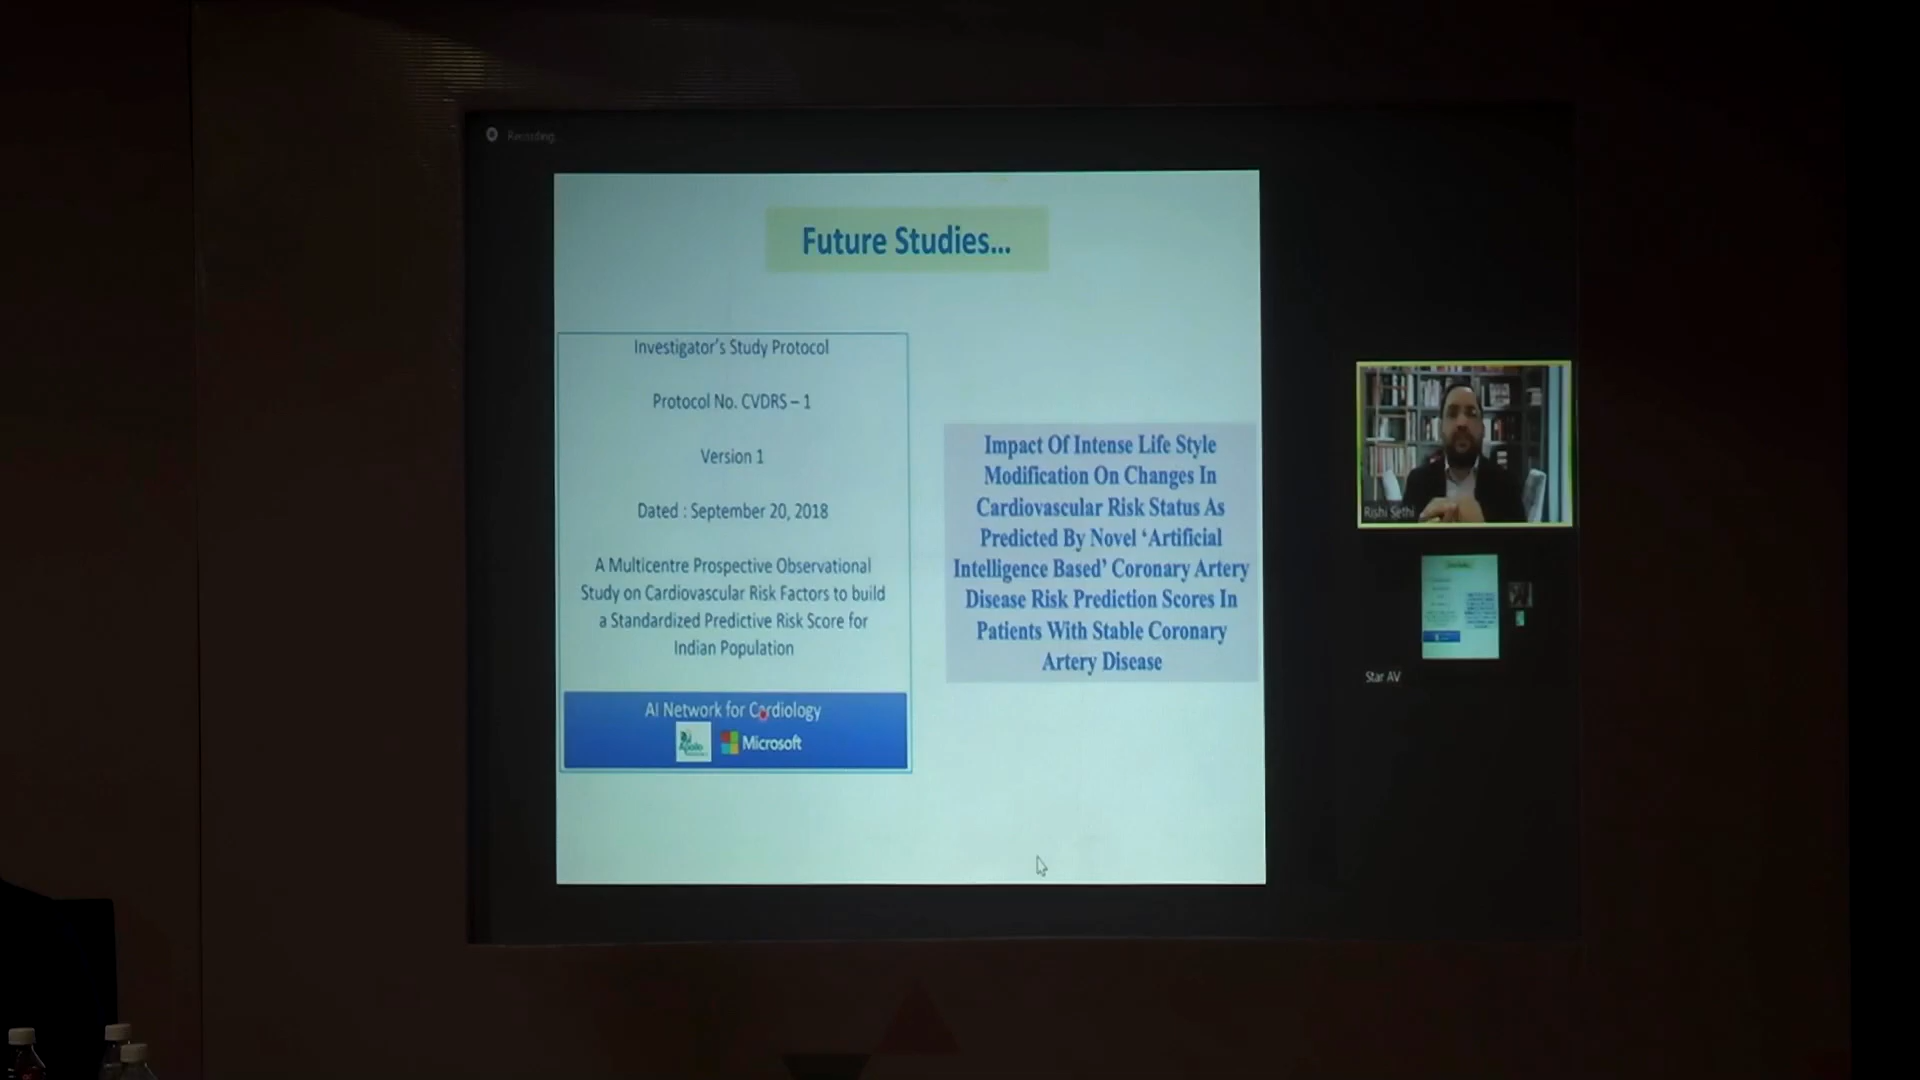 Recording...
Future Studies...
Investigator's Study Protocol
Protocol No. CVDRS – 1
Version 1
Dated : September 20, 2018
A Multicentre Prospective Observational
Study on Cardiovascular Risk Factors to build
a Standardized Predictive Risk Score for
Indian Population
AI Network for Cardiology
Apollo
Microsoft
Impact Of Intense Life Style
Modification On Changes In
Cardiovascular Risk Status As
Predicted By Novel ‘Artificial
Intelligence Based’ Coronary Artery
Disease Risk Prediction Scores In
Patients With Stable Coronary
Artery Disease
Rishi Sethi
Star AV